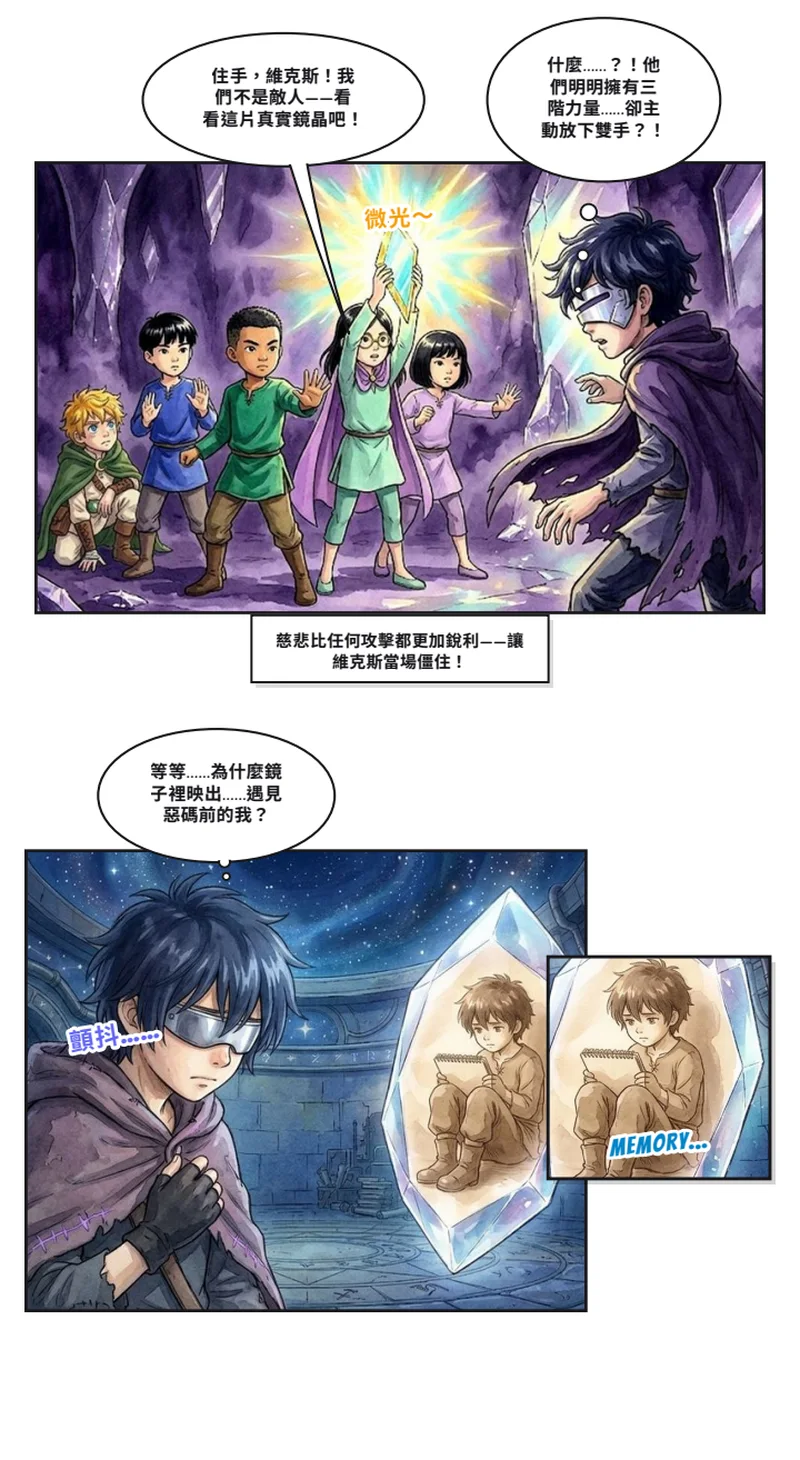 住手，維克斯！我
們不是敵人——看
看這片真實鏡晶吧！
什麼……？！他
們明明擁有三
階力量……卻主
動放下雙手？！
微光～
慈悲比任何攻擊都更加銳利——讓
維克斯當場僵住！
等等……為什麼鏡
子裡映出……遇見
惡碼前的我？
顫抖……
MEMORY...